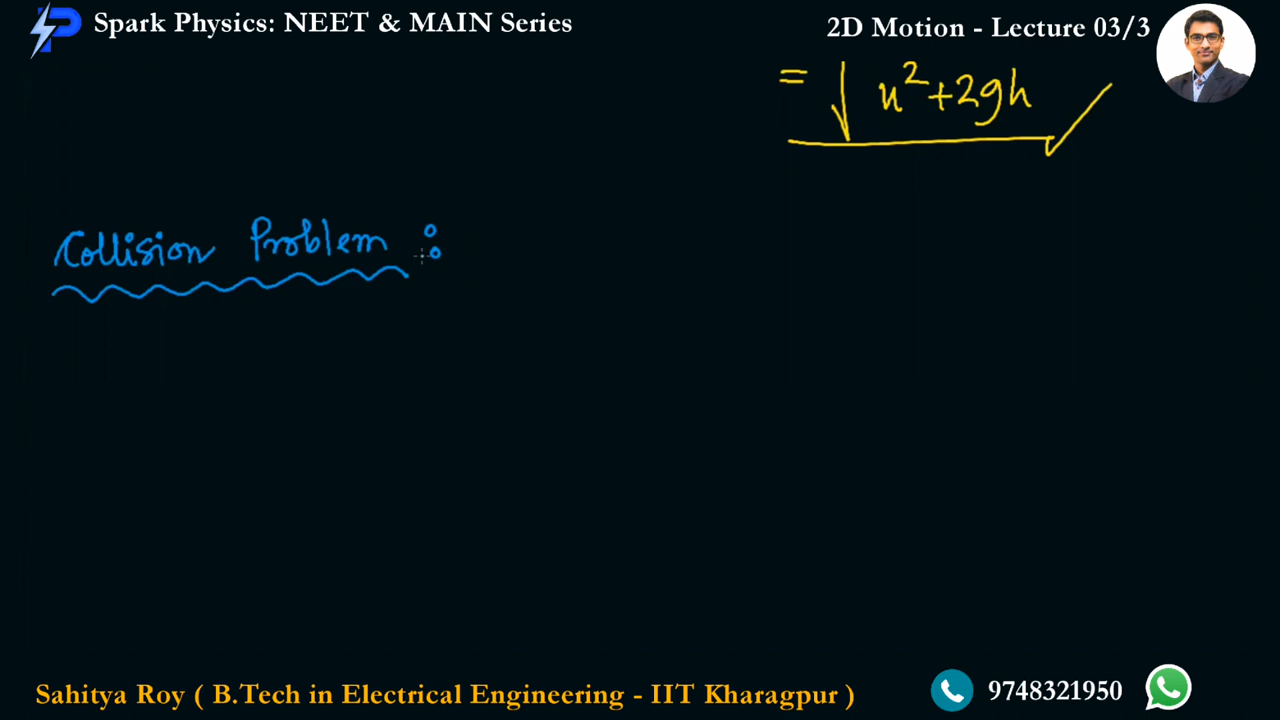 Spark Physics: NEET & MAIN Series
2D Motion - Lecture 03/3
= √u²+2gh
Collision Problem :
Sahitya Roy ( B.Tech in Electrical Engineering - IIT Kharagpur )
9748321950